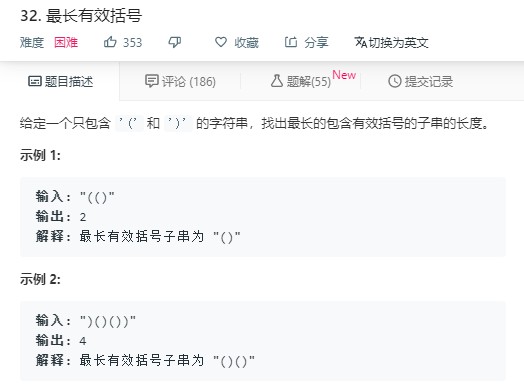 32. 最长有效括号
难度 困难 353 收藏 分享 切换为英文
题目描述 评论 (186) 题解(55) New 提交记录
给定一个只包含 '(' 和 ')' 的字符串，找出最长的包含有效括号的子串的长度。
示例 1:
输入: "(()"
输出: 2
解释: 最长有效括号子串为 "()"
示例 2:
输入: ")()())"
输出: 4
解释: 最长有效括号子串为 "()()"